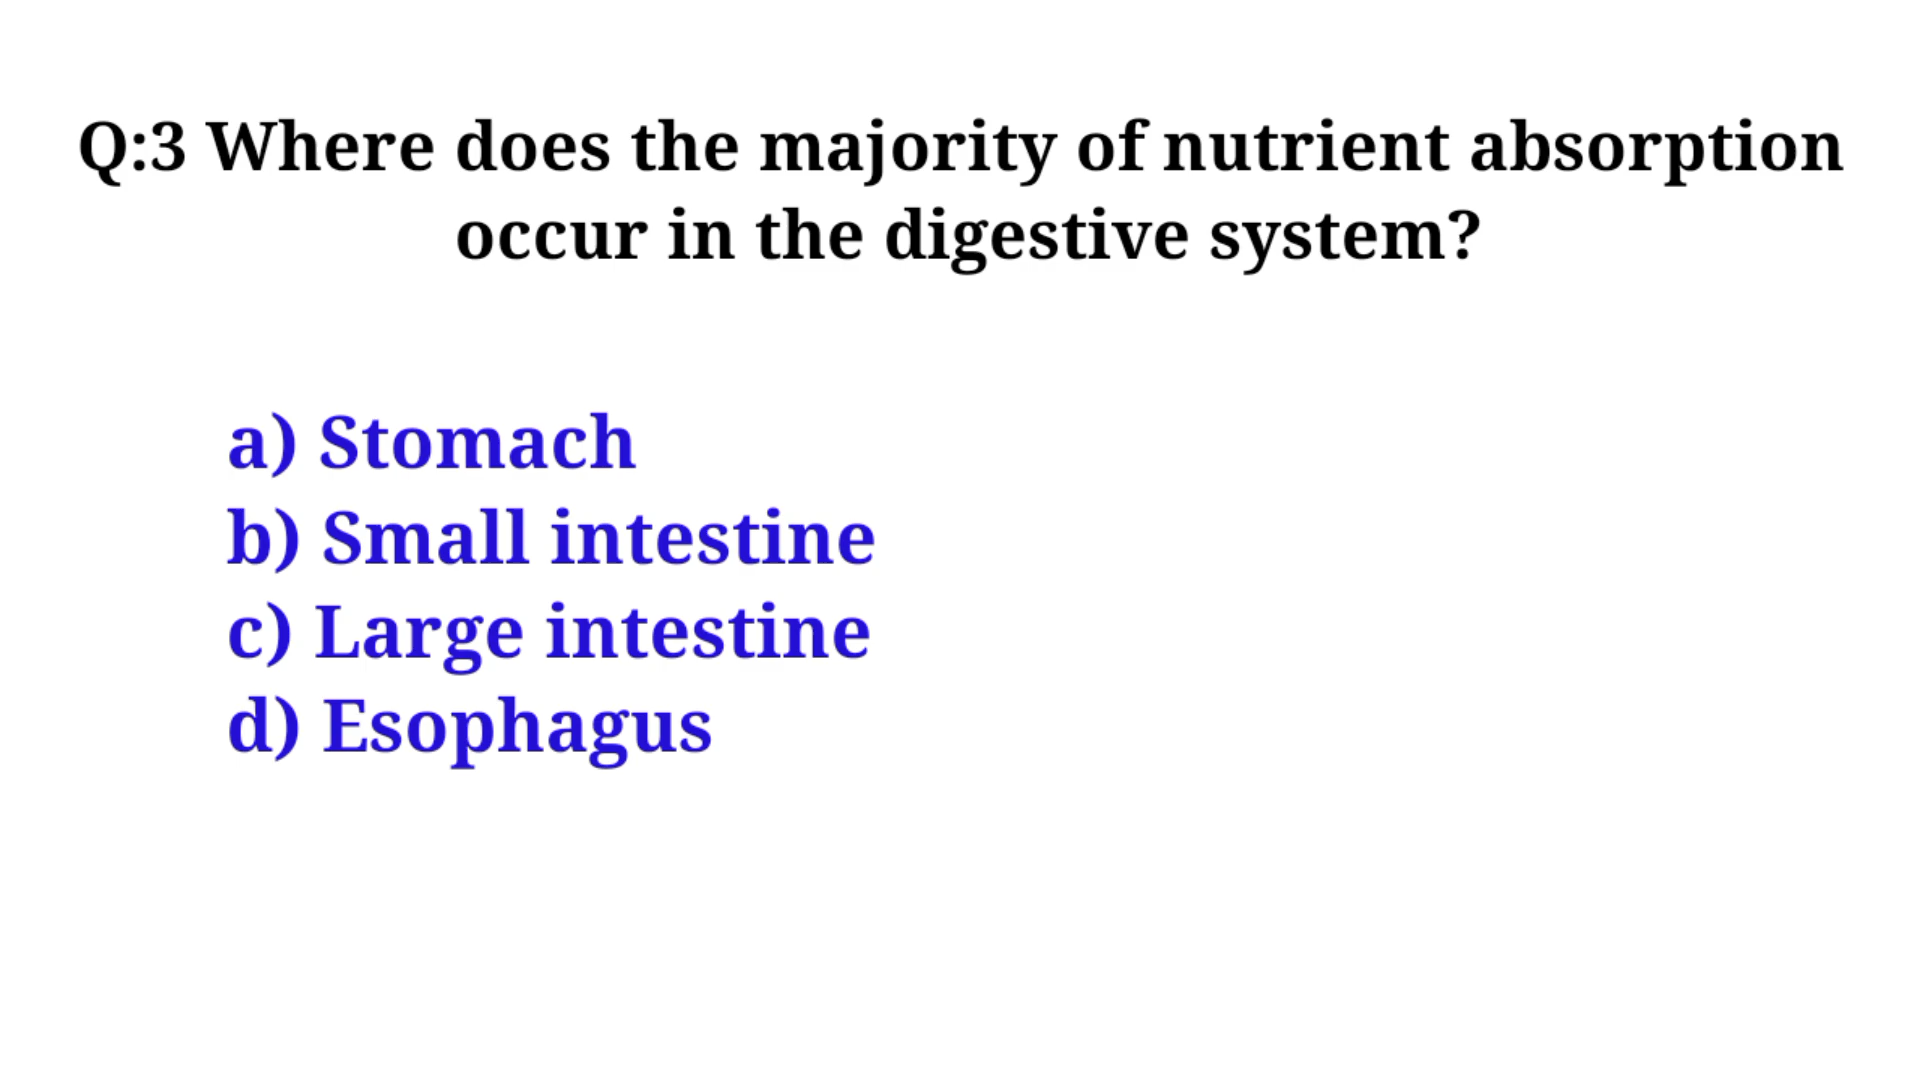 Q:3 Where does the majority of nutrient absorption
occur in the digestive system?
a) Stomach
b) Small intestine
c) Large intestine
d) Esophagus